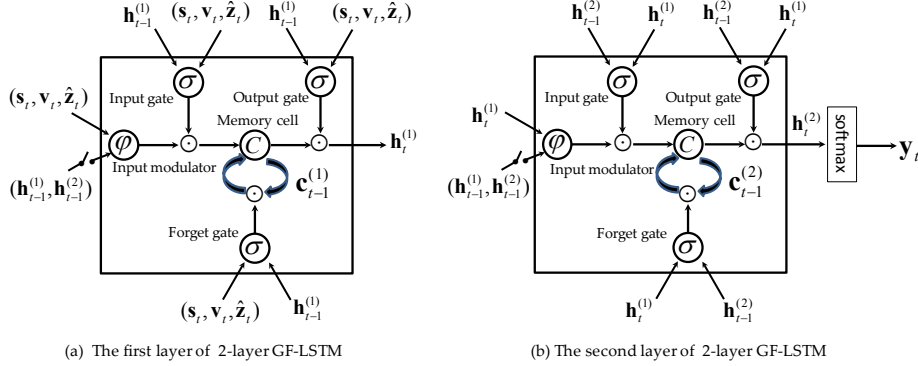 h_{t-1}^{(1)} (s_t, v_t, ẑ_t) h_{t-1}^{(1)} (s_t, v_t, ẑ_t)
σ σ
Input gate Output gate
(s_t, v_t, ẑ_t) Memory cell
φ ⊙ C ⊙ h_t^{(1)}
Input modulator
(h_{t-1}^{(1)}, h_{t-1}^{(2)}) c_{t-1}^{(1)}
⊙
Forget gate
σ
(s_t, v_t, ẑ_t) h_{t-1}^{(1)}
(a) The first layer of 2-layer GF-LSTM
h_{t-1}^{(2)} h_t^{(1)} h_{t-1}^{(2)} h_t^{(1)}
σ σ
Input gate Output gate
h_t^{(1)} Memory cell h_t^{(2)}
φ ⊙ C ⊙ softmax y_t
Input modulator
(h_{t-1}^{(1)}, h_{t-1}^{(2)}) c_{t-1}^{(2)}
⊙
Forget gate
σ
h_t^{(1)} h_{t-1}^{(2)}
(b) The second layer of 2-layer GF-LSTM